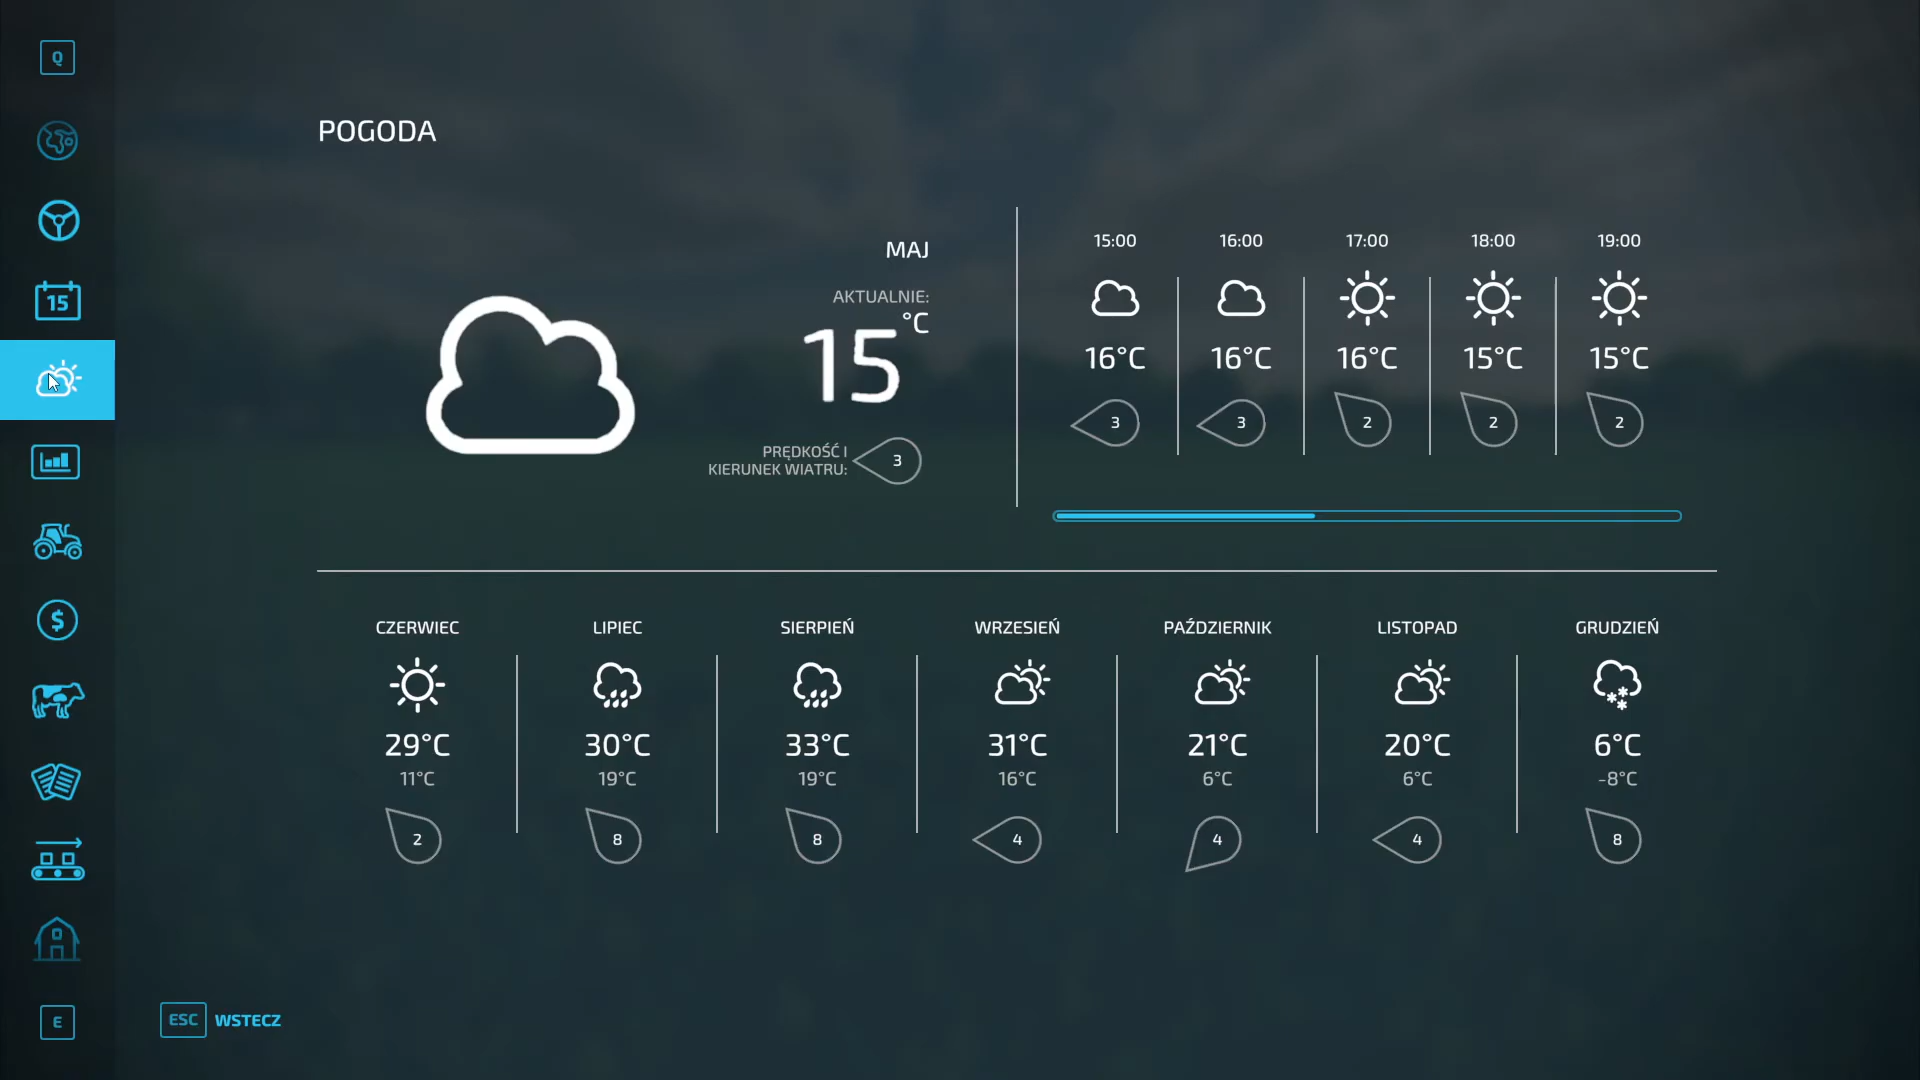 Q
POGODA
MAJ
AKTUALNIE:
15 °C
PRĘDKOŚĆ I
KIERUNEK WIATRU:
3
15:00 16:00 17:00 18:00 19:00
16°C 16°C 16°C 15°C 15°C
3 3 2 2 2
15
$
CZERWIEC LIPIEC SIERPIEŃ WRZESIEŃ PAŹDZIERNIK LISTOPAD GRUDZIEŃ
29°C 30°C 33°C 31°C 21°C 20°C 6°C
11°C 19°C 19°C 16°C 6°C 6°C -8°C
2 8 8 4 4 4 8
E
ESC WSTECZ